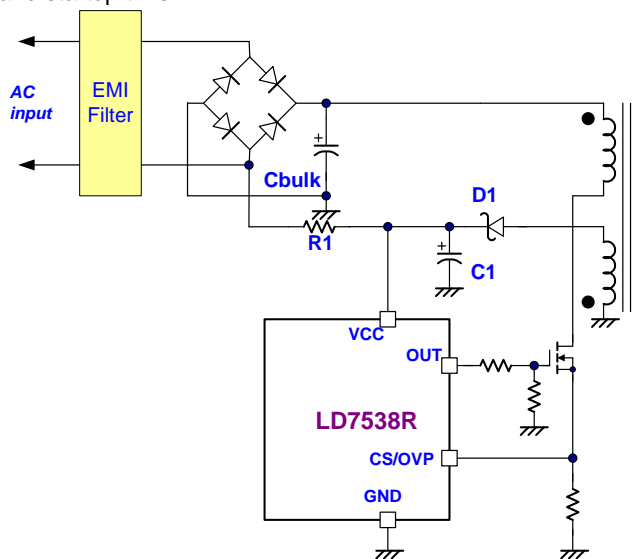 AC
input
EMI
Filter
+
Cbulk
R1
D1
+
C1
VCC
OUT
LD7538R
CS/OVP
GND